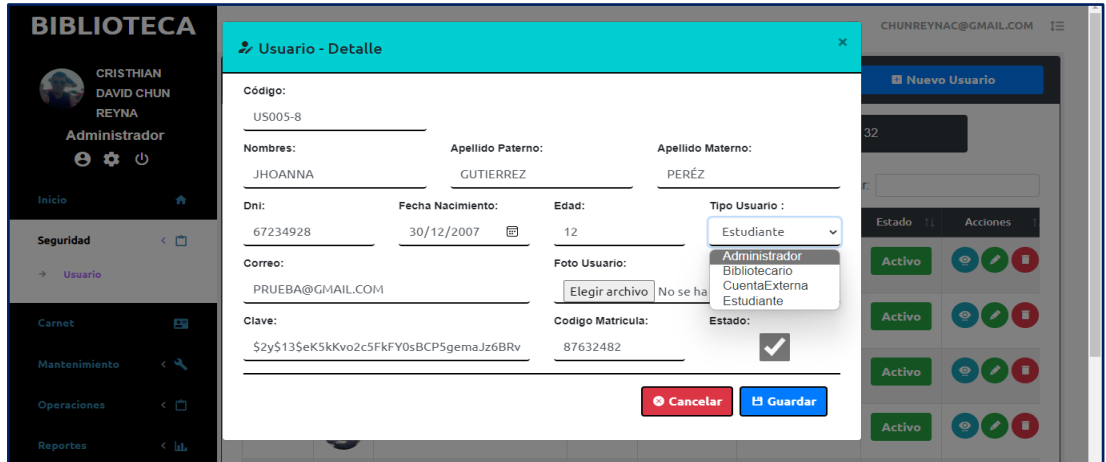 BIBLIOTECA
CRISTHIAN
DAVID CHUN
REYNA
Administrador
Inicio
Seguridad
Usuario
Carnet
Mantenimiento
Operaciones
Reportes
CHUNREYNAC@GMAIL.COM
Nuevo Usuario
32
r:
Estado
Acciones
Activo
Activo
Activo
Activo
Usuario - Detalle
×
Código:
US005-8
Nombres: Apellido Paterno: Apellido Materno:
JHOANNA GUTIERREZ PERÉZ
Dni: Fecha Nacimiento: Edad: Tipo Usuario :
67234928 30/12/2007 12 Estudiante
Administrador
Bibliotecario
CuentaExterna
Estudiante
Correo: Foto Usuario:
PRUEBA@GMAIL.COM Elegir archivo No se ha
Clave: Codigo Matricula: Estado:
$2y$13$eK5kKvo2c5FkFY0sBCP5gemaJz6BRv 87632482
Cancelar Guardar